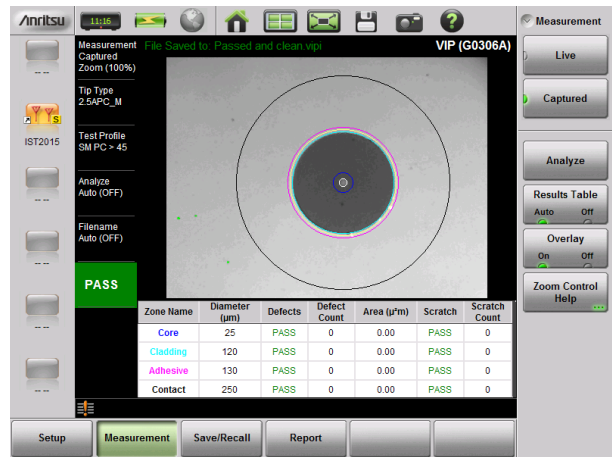 Anritsu
11:16
?
Measurement
Measurement
Captured
Zoom (100%)
File Saved to: Passed and clean.vipi
VIP (G0306A)
Live
Captured
Analyze
Results Table
Auto Off
Overlay
On Off
Zoom Control
Help
Tip Type
2.5APC_M
Test Profile
SM PC > 45
Analyze
Auto (OFF)
Filename
Auto (OFF)
PASS
-- --
S
IST2015
-- --
-- --
-- --
-- --
Zone Name Diameter (µm) Defects Defect Count Area (µ²m) Scratch Scratch Count
Core 25 PASS 0 0.00 PASS 0
Cladding 120 PASS 0 0.00 PASS 0
Adhesive 130 PASS 0 0.00 PASS 0
Contact 250 PASS 0 0.00 PASS 0
Setup Measurement Save/Recall Report